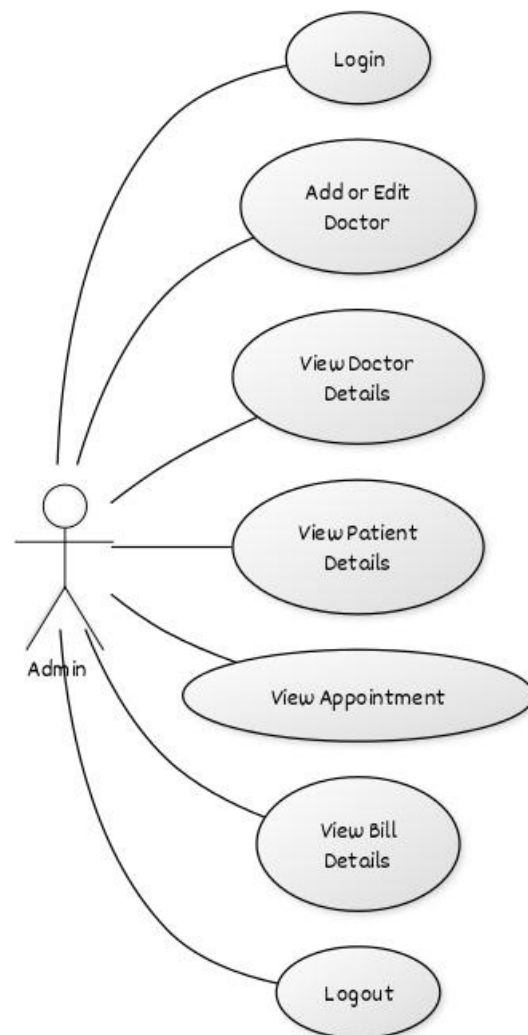 Login
Add or Edit
Doctor
View Doctor
Details
View Patient
Details
Admin
View Appointment
View Bill
Details
Logout